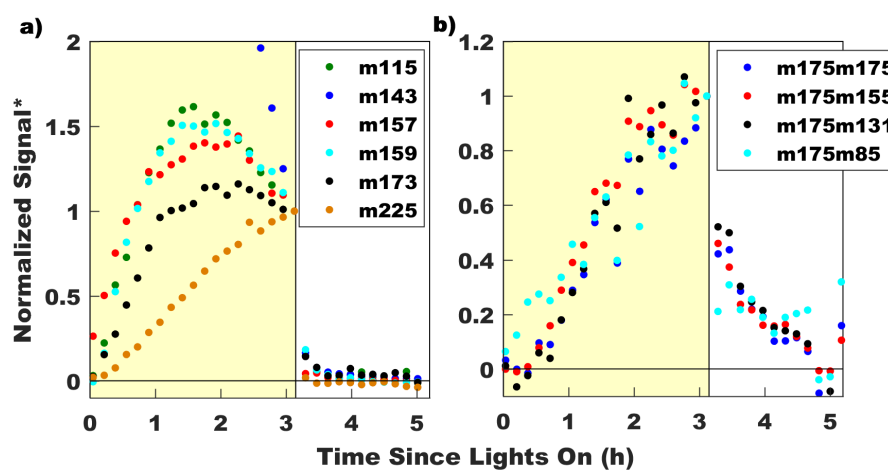 a)
Normalized Signal*
2
1.5
1
0.5
0
0 1 2 3 4 5
m115
m143
m157
m159
m173
m225
b)
1.2
1
0.8
0.6
0.4
0.2
0
0 1 2 3 4 5
m175m175
m175m155
m175m131
m175m85
Time Since Lights On (h)